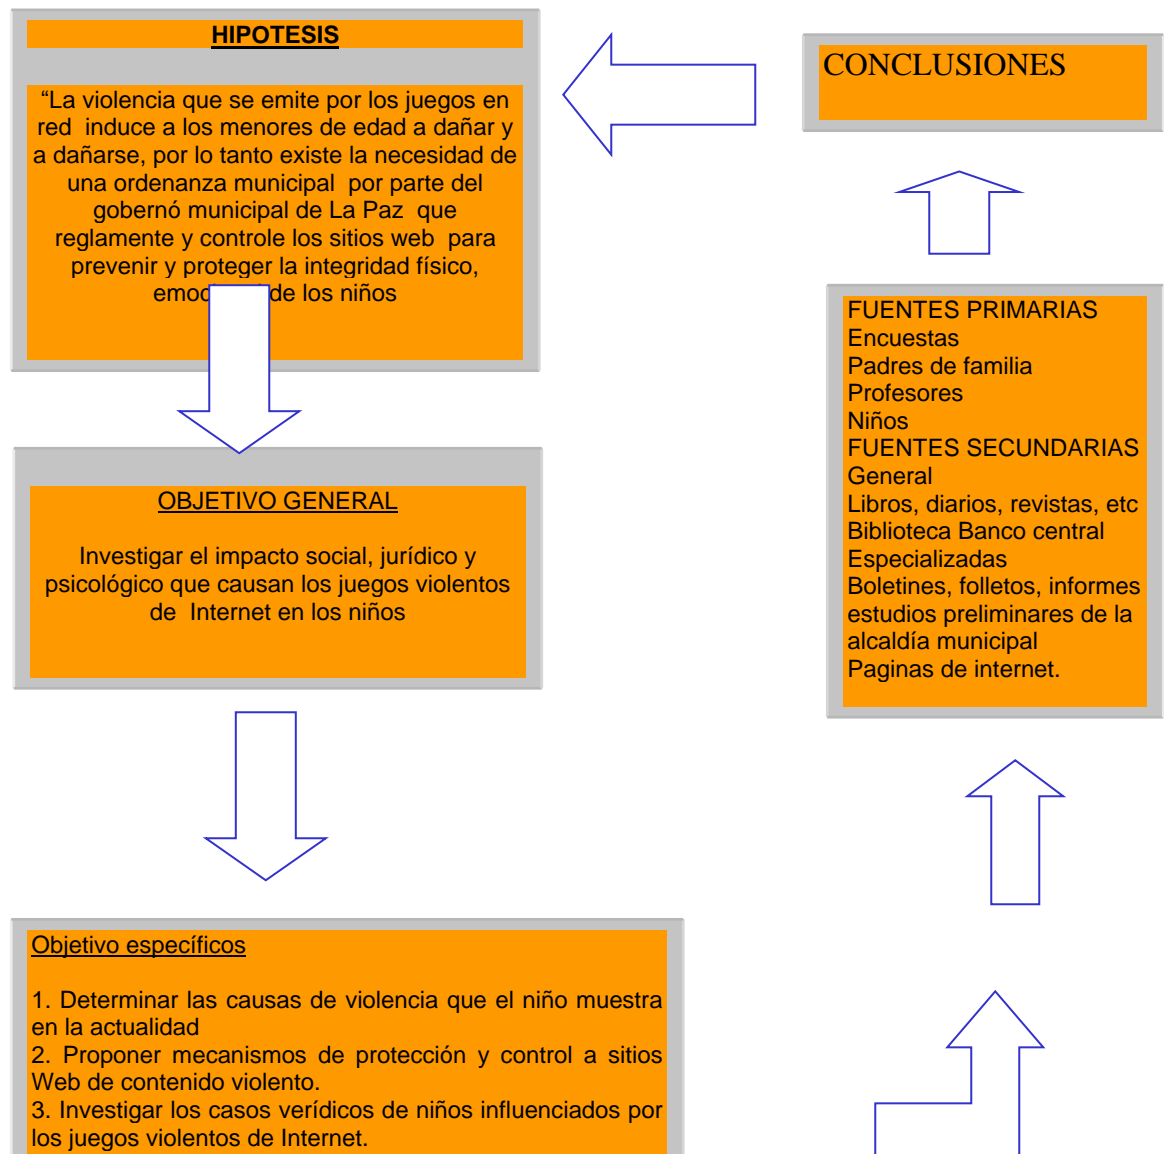 HIPOTESIS
“La violencia que se emite por los juegos en
red induce a los menores de edad a dañar y
a dañarse, por lo tanto existe la necesidad de
una ordenanza municipal por parte del
gobernó municipal de La Paz que
reglamente y controle los sitios web para
prevenir y proteger la integridad físico,
de los niños
OBJETIVO GENERAL
Investigar el impacto social, jurídico y
psicológico que causan los juegos violentos
de Internet en los niños
Objetivo específicos
1. Determinar las causas de violencia que el niño muestra
en la actualidad
2. Proponer mecanismos de protección y control a sitios
Web de contenido violento.
3. Investigar los casos verídicos de niños influenciados por
los juegos violentos de Internet.
CONCLUSIONES
FUENTES PRIMARIAS
Encuestas
Padres de familia
Profesores
Niños
FUENTES SECUNDARIAS
General
Libros, diarios, revistas, etc
Biblioteca Banco central
Especializadas
Boletines, folletos, informes
estudios preliminares de la
alcaldía municipal
Paginas de internet.